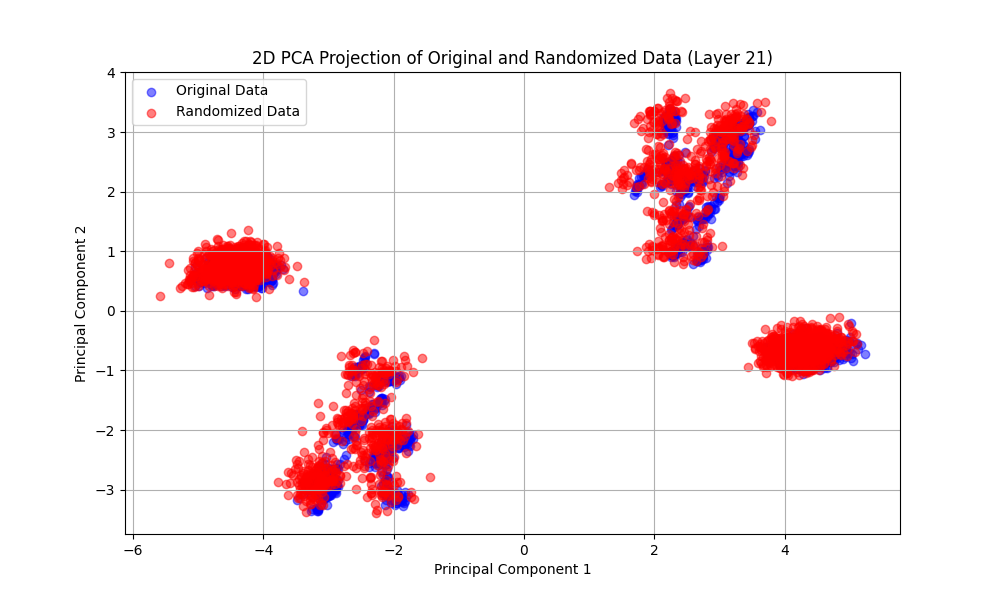 2D PCA Projection of Original and Randomized Data (Layer 21)
Original Data
Randomized Data
4
3
2
1
0
−1
−2
−3
Principal Component 2
−6
−4
−2
0
2
4
Principal Component 1